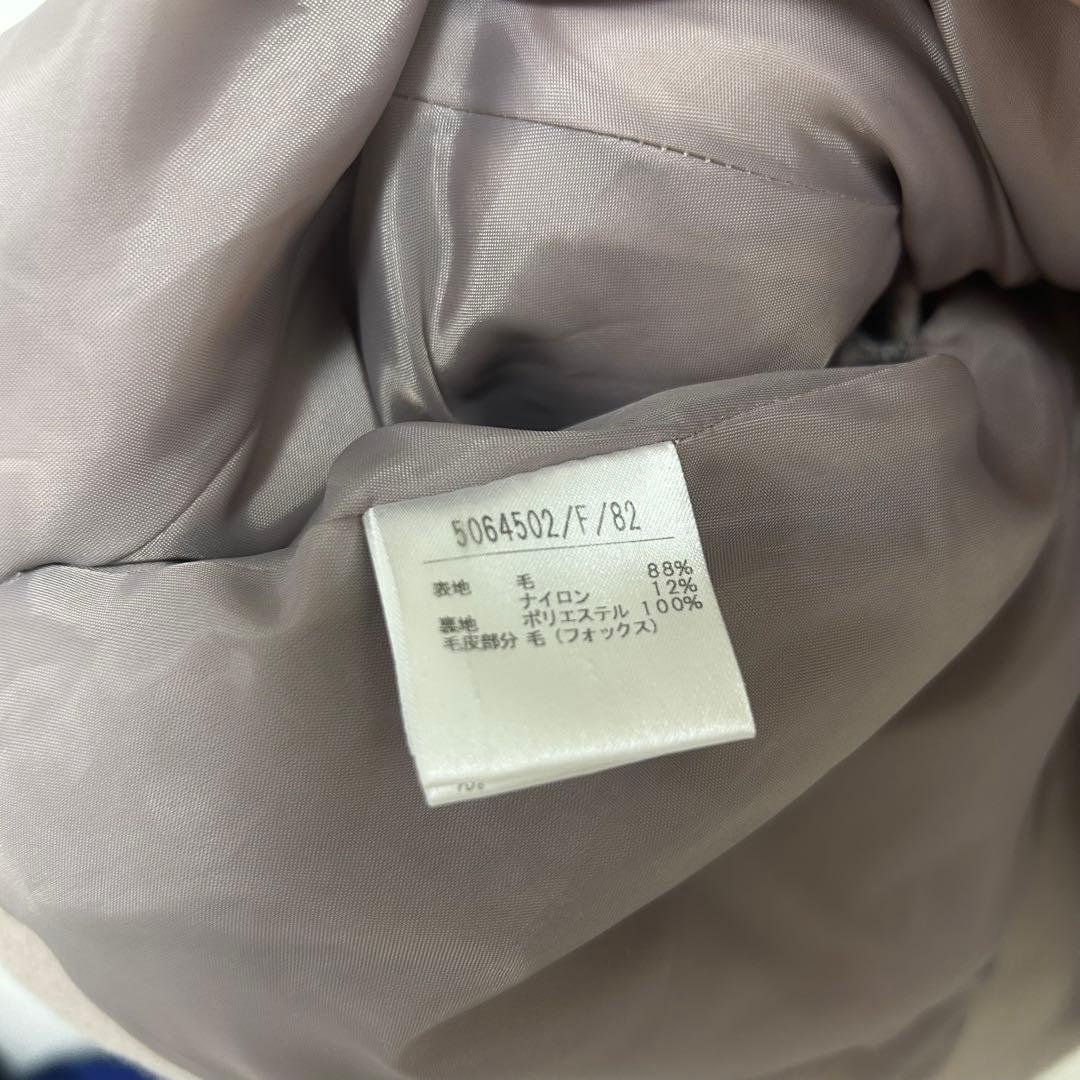 5064502/F/82
表地 毛 88%
ナイロン 12%
裏地 ポリエステル 100%
毛皮部分 毛(フォックス)